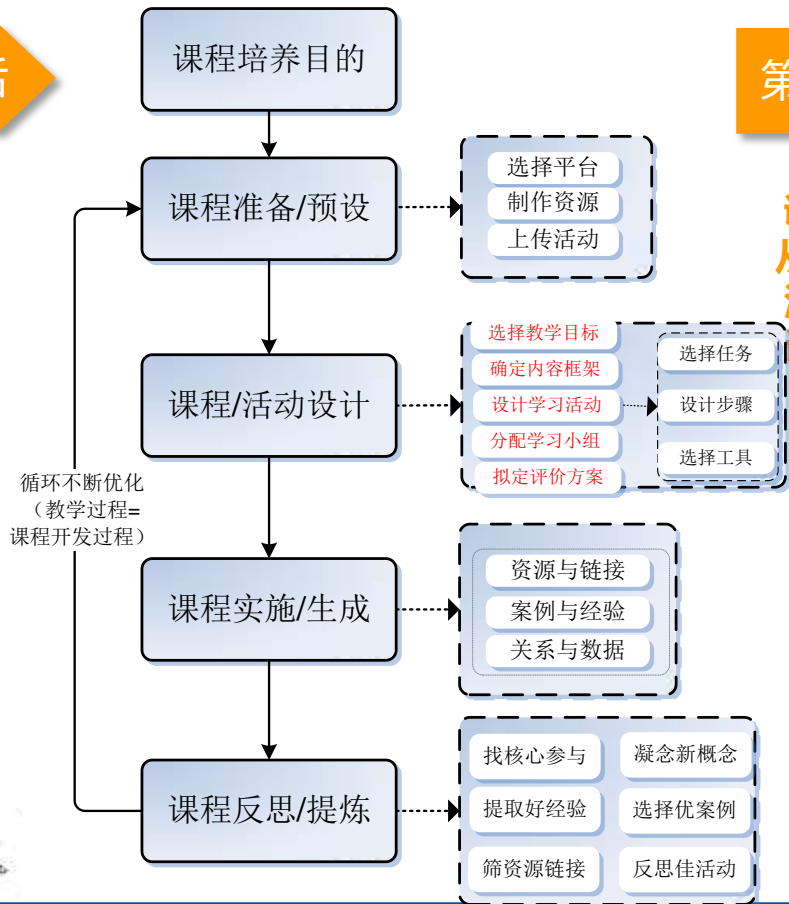 课程培养目的
第
课程准备/预设
选择平台
制作资源
上传活动
课程/活动设计
选择教学目标
确定内容框架
设计学习活动
分配学习小组
拟定评价方案
选择任务
设计步骤
选择工具
循环不断优化
（教学过程=
课程开发过程）
课程实施/生成
资源与链接
案例与经验
关系与数据
课程反思/提炼
找核心参与
凝念新概念
提取好经验
选择优案例
筛资源链接
反思佳活动